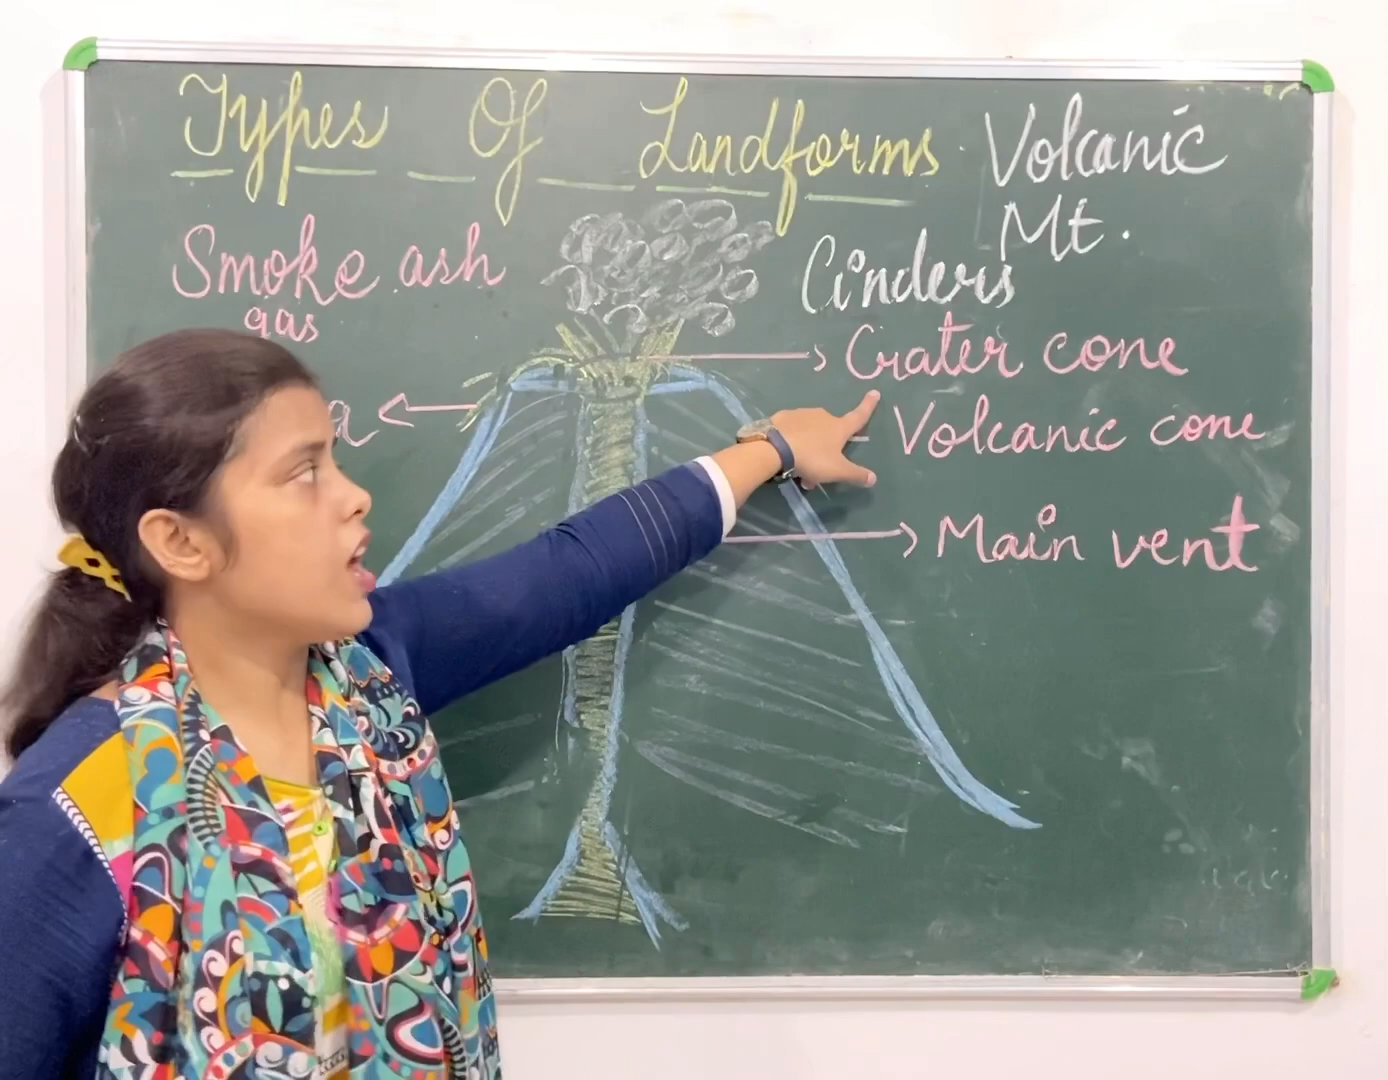 Types Of Landforms
Volcanic
Mt.
Smoke ash
gas
Cinders
Crater cone
Volcanic cone
Main vent